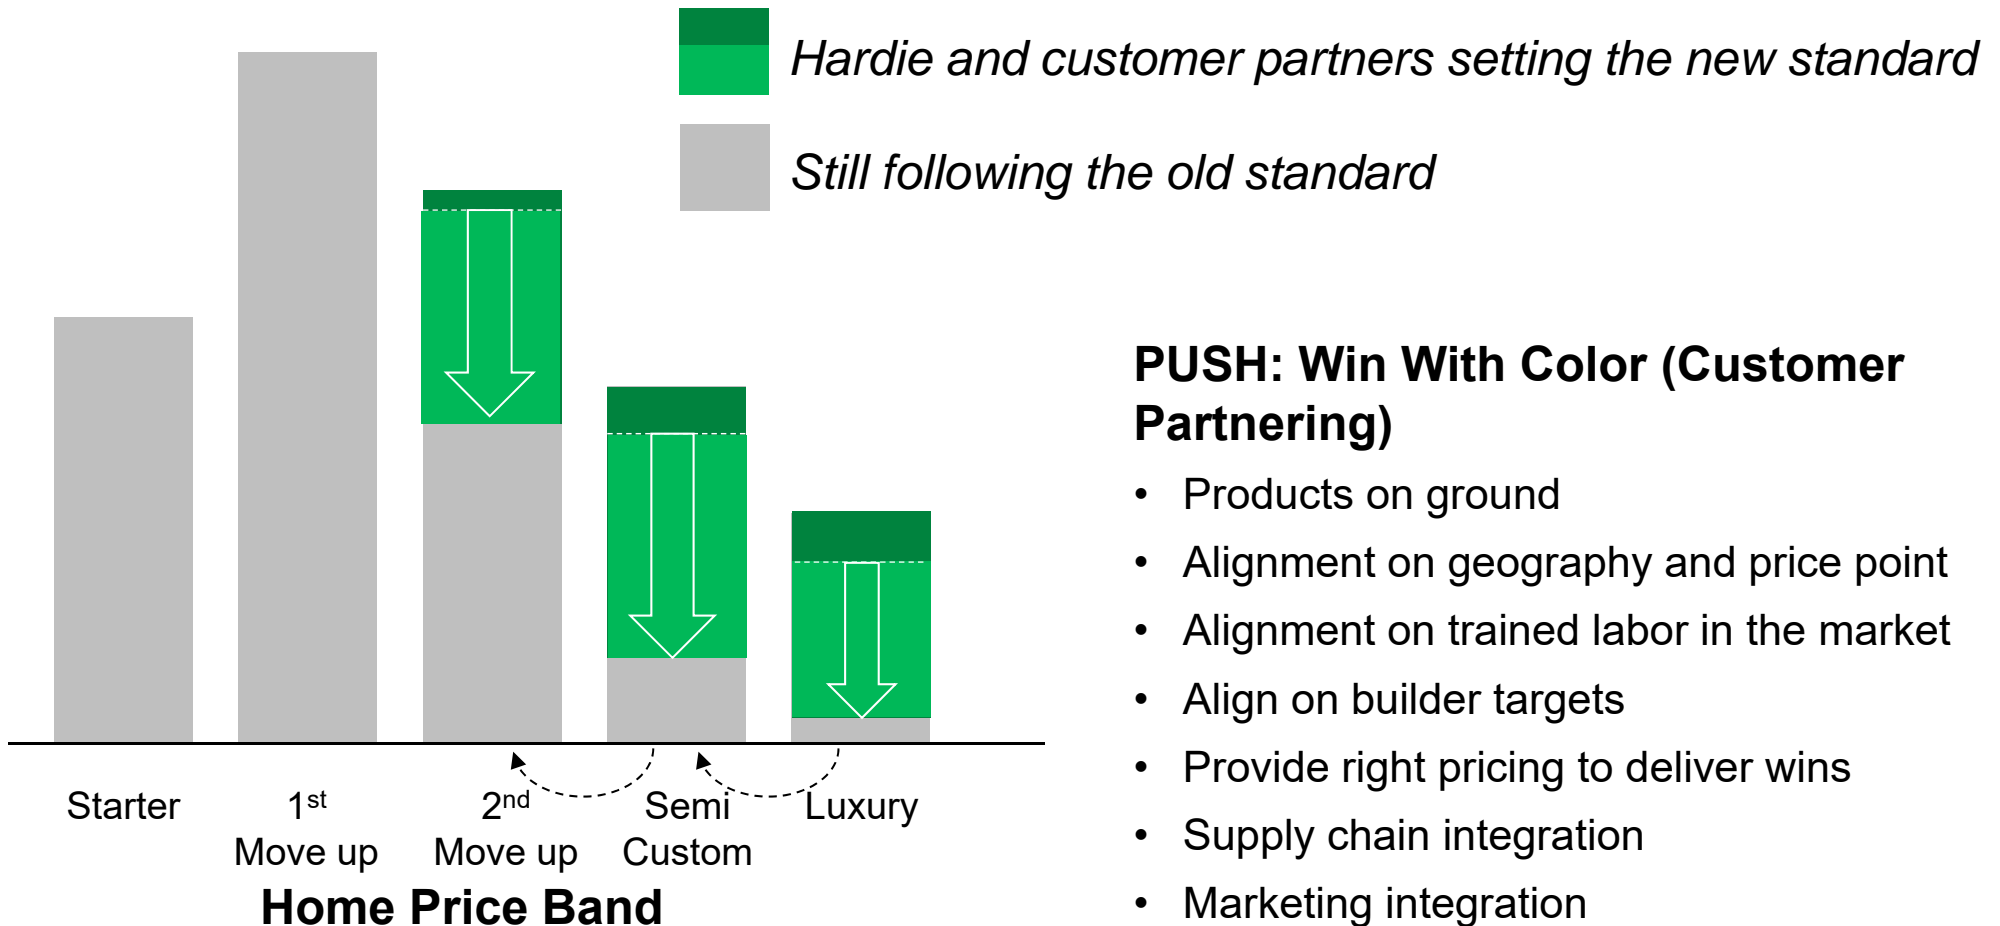 Hardie and customer partners setting the new standard
Still following the old standard
Starter
1st
Move up
2nd
Move up
Semi
Custom
Luxury
Home Price Band
PUSH: Win With Color (Customer
Partnering)
• Products on ground
• Alignment on geography and price point
• Alignment on trained labor in the market
• Align on builder targets
• Provide right pricing to deliver wins
• Supply chain integration
• Marketing integration